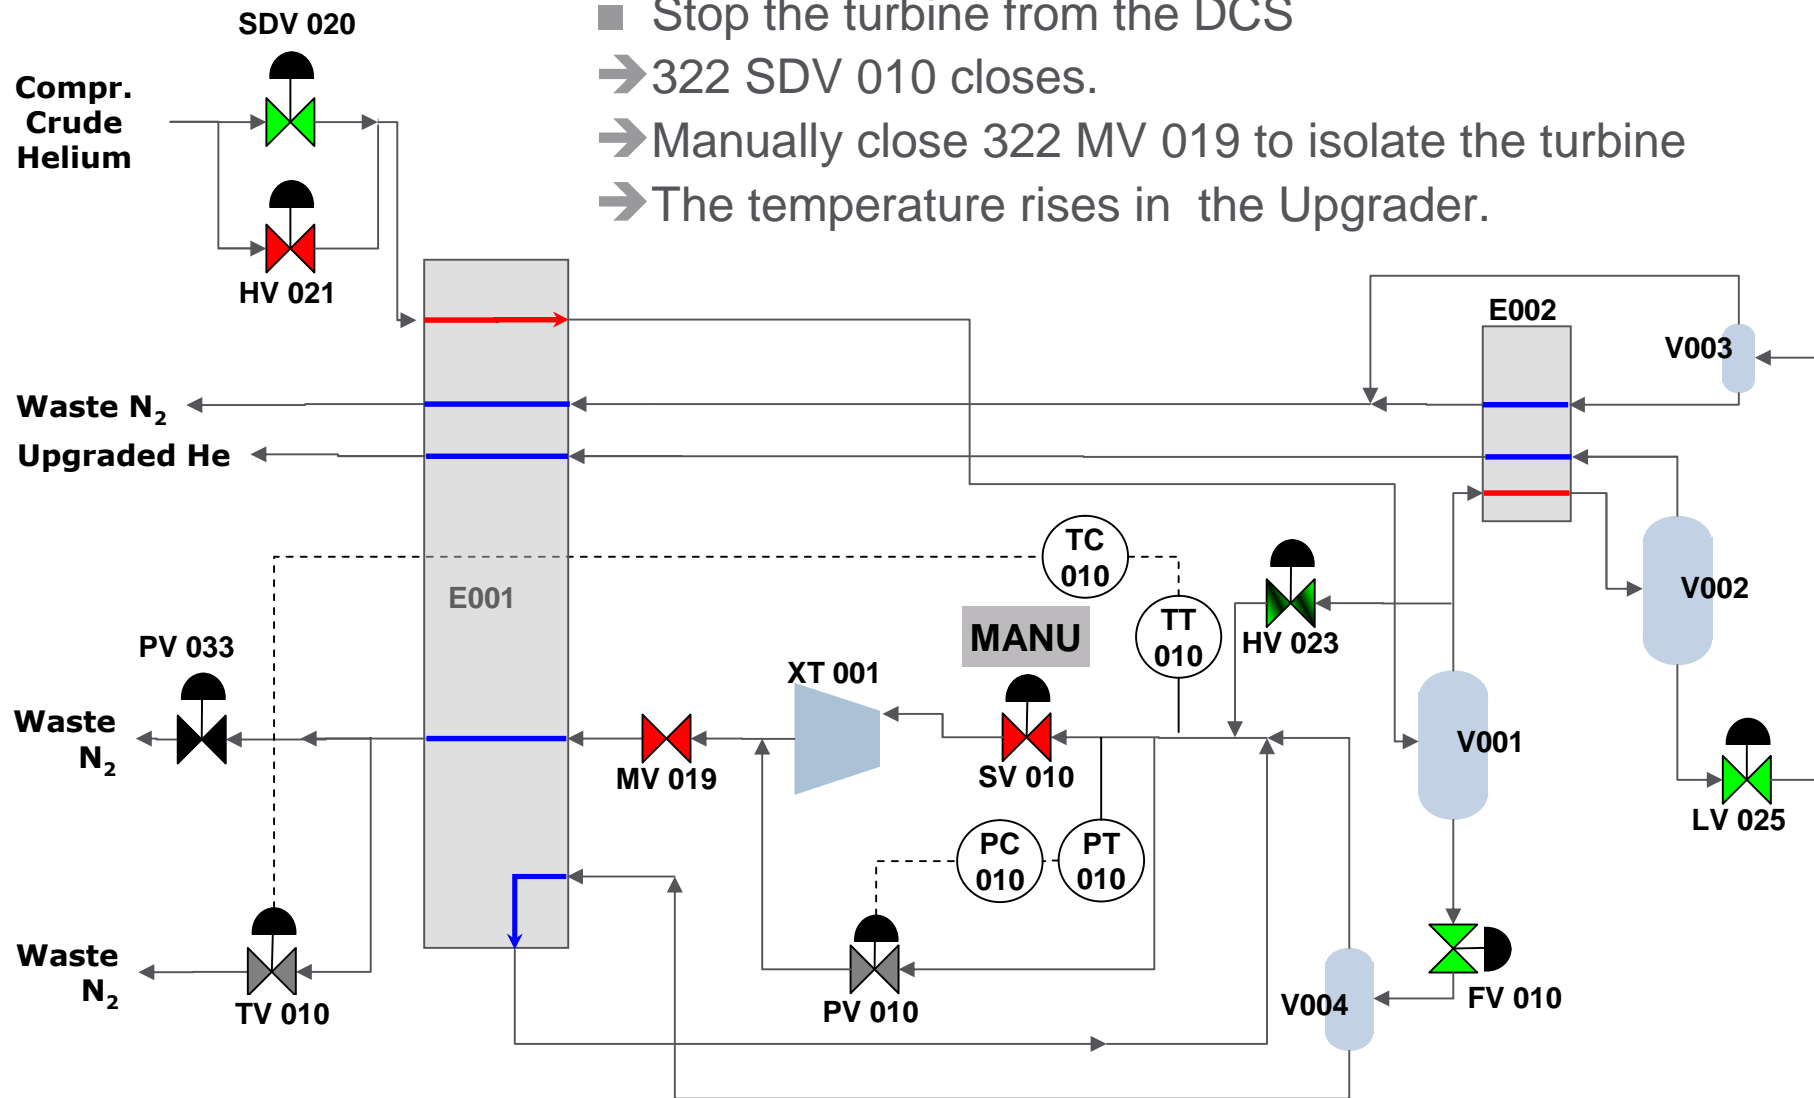 SDV 020
Stop the turbine from the DCS
322 SDV 010 closes.
Manually close 322 MV 019 to isolate the turbine
The temperature rises in the Upgrader.
Compr.
Crude
Helium
HV 021
E002
V003
Waste N₂
Upgraded He
TC
010
E001
TT
010
HV 023
V002
MANU
PV 033
XT 001
Waste
N₂
MV 019
SV 010
V001
LV 025
PC
010
PT
010
Waste
N₂
TV 010
PV 010
V004
FV 010